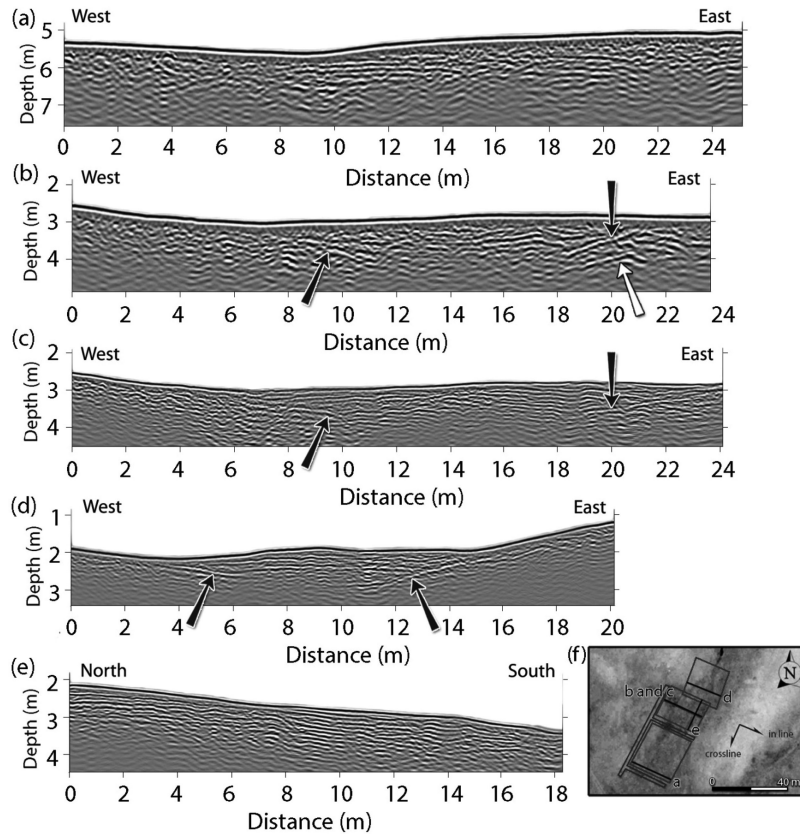 (a) West East
5
6
7
Depth (m)
0 2 4 6 8 10 12 14 16 18 20 22 24
Distance (m)
(b) West East
2
3
4
Depth (m)
0 2 4 6 8 10 12 14 16 18 20 22 24
Distance (m)
(c) West East
2
3
4
Depth (m)
0 2 4 6 8 10 12 14 16 18 20 22 24
Distance (m)
(d) West East
1
2
3
Depth (m)
0 2 4 6 8 10 12 14 16 18 20
Distance (m)
(e) North South
2
3
4
Depth (m)
0 2 4 6 8 10 12 14 16 18
Distance (m)
(f)
N
b and c
d
e
in line
crossline
a
0 40 m